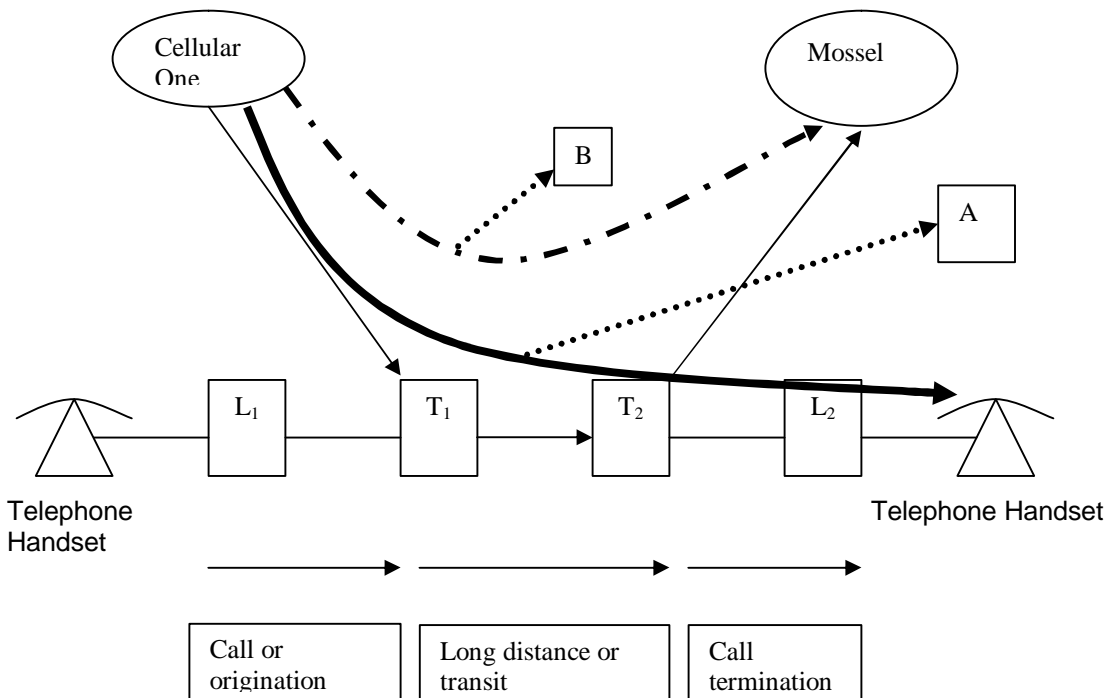 Cellular
One
Mossel
B
A
L1
T1
T2
L2
Telephone
Handset
Telephone Handset
Call or
origination
Long distance or
transit
Call
termination